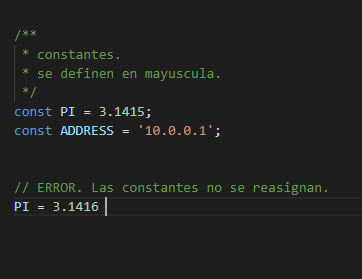 /**
 * constantes.
 * se definen en mayuscula.
 */
const PI = 3.1415;
const ADDRESS = '10.0.0.1';
// ERROR. Las constantes no se reasignan.
PI = 3.1416